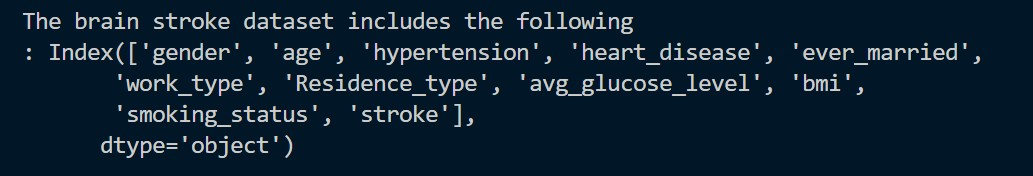 The brain stroke dataset includes the following
: Index(['gender', 'age', 'hypertension', 'heart_disease', 'ever_married',
'work_type', 'Residence_type', 'avg_glucose_level', 'bmi',
'smoking_status', 'stroke'],
dtype='object')